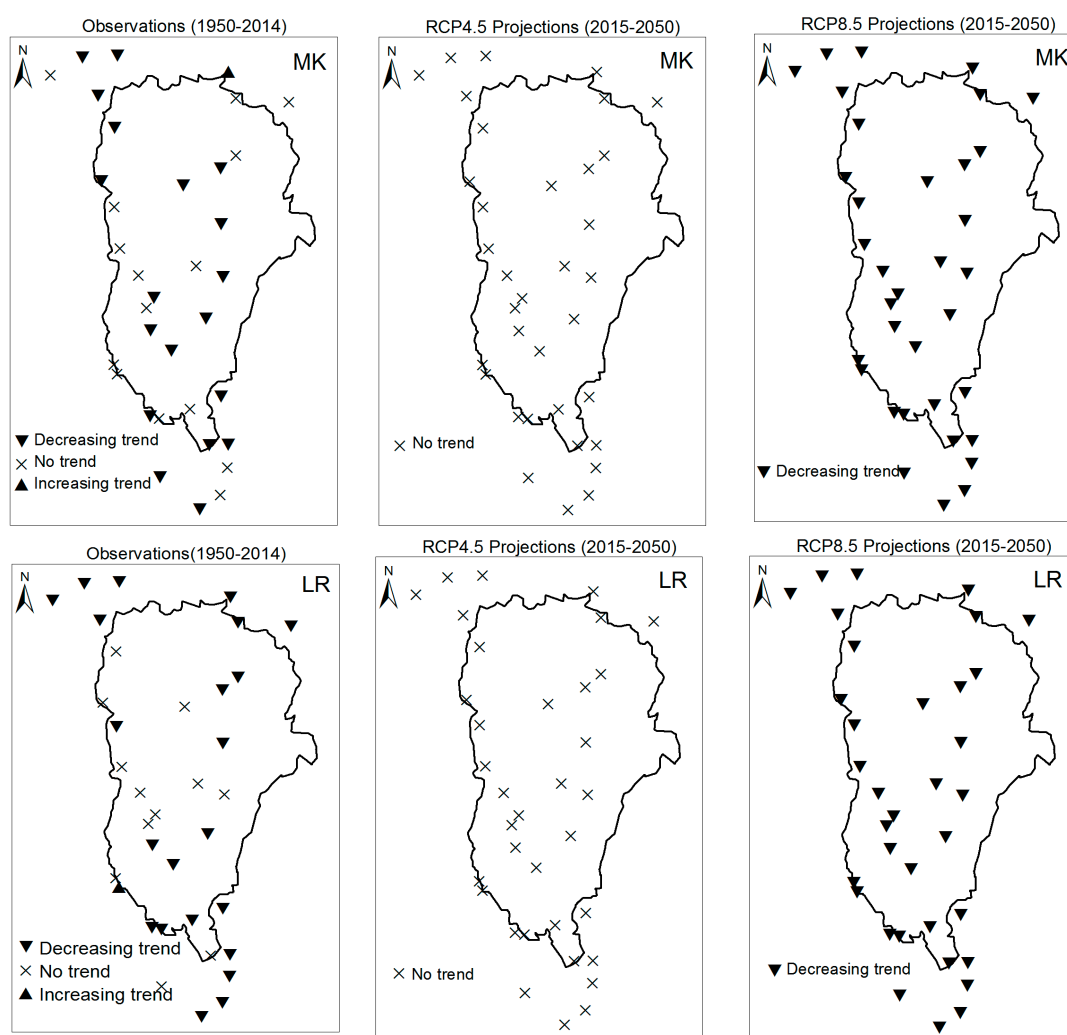 Observations (1950-2014)
RCP4.5 Projections (2015-2050)
RCP8.5 Projections (2015-2050)
N
MK
N
MK
N
MK
Decreasing trend
No trend
Increasing trend
No trend
Decreasing trend
Observations(1950-2014)
RCP4.5 Projections (2015-2050)
RCP8.5 Projections (2015-2050)
N
LR
N
LR
N
LR
Decreasing trend
No trend
Increasing trend
No trend
Decreasing trend